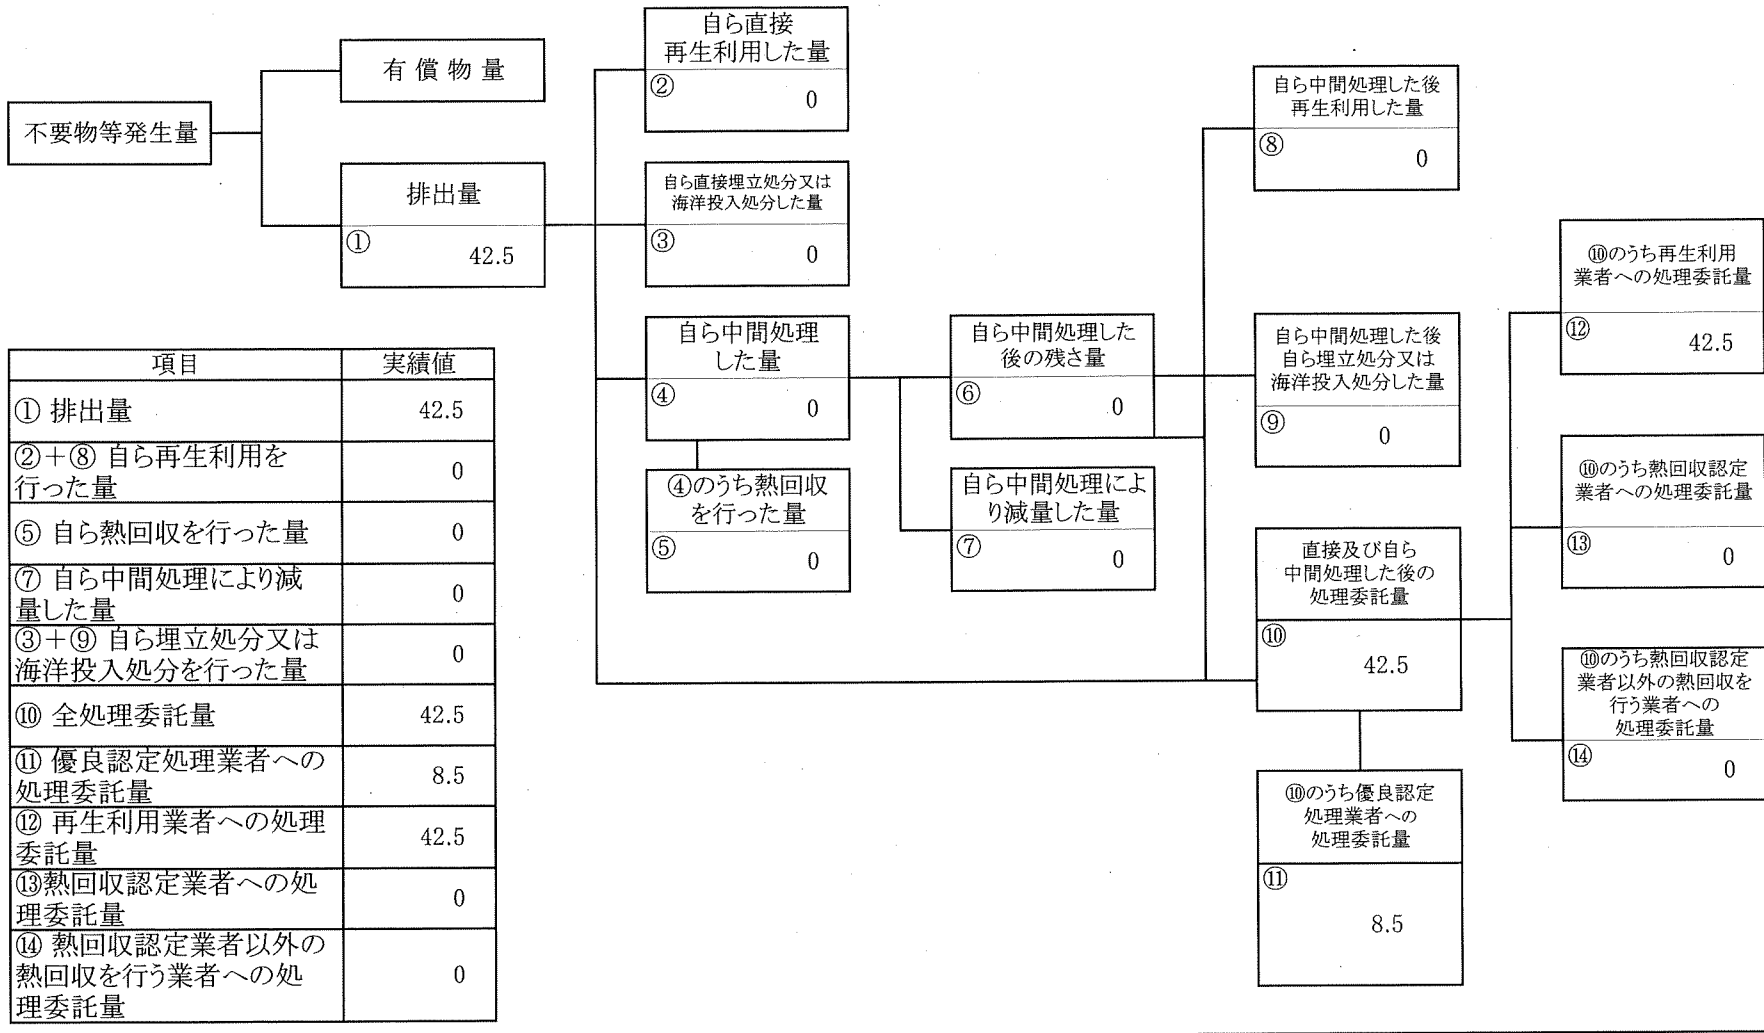 不要物等発生量
有償物量
排出量
①
42.5
自ら直接
再生利用した量
②
0
自ら直接埋立処分又は
海洋投入処分した量
③
0
自ら中間処理
した量
④
0
④のうち熱回収
を行った量
⑤
0
自ら中間処理した
後の残さ量
⑥
0
自ら中間処理によ
り減量した量
⑦
0
自ら中間処理した後
再生利用した量
⑧
0
自ら中間処理した後
自ら埋立処分又は
海洋投入処分した量
⑨
0
直接及び自ら
中間処理した後の
処理委託量
⑩
42.5
⑩のうち優良認定
処理業者への
処理委託量
⑪
8.5
⑩のうち再生利用
業者への処理委託量
⑫
42.5
⑩のうち熱回収認定
業者への処理委託量
⑬
0
⑩のうち熱回収認定
業者以外の熱回収を
行う業者への
処理委託量
⑭
0
項目 実績値
① 排出量 42.5
②+⑧ 自ら再生利用を
行った量 0
⑤ 自ら熱回収を行った量 0
⑦ 自ら中間処理により減
量した量 0
③+⑨ 自ら埋立処分又は
海洋投入処分を行った量 0
⑩ 全処理委託量 42.5
⑪ 優良認定処理業者への
処理委託量 8.5
⑫ 再生利用業者への処理
委託量 42.5
⑬熱回収認定業者への処
理委託量 0
⑭ 熱回収認定業者以外の
熱回収を行う業者への処
理委託量 0